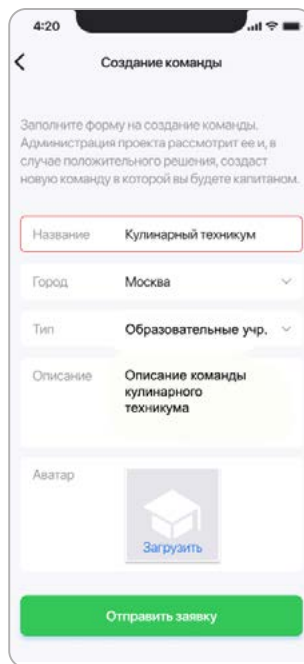 4:20
Создание команды
Заполните форму на создание команды.
Администрация проекта рассмотрит ее и, в
случае положительного решения, создаст
новую команду в которой вы будете капитаном.
Название Кулинарный техникум
Город Москва
Тип Образовательные учр.
Описание Описание команды
кулинарного
техникума
Аватар
Загрузить
Отправить заявку